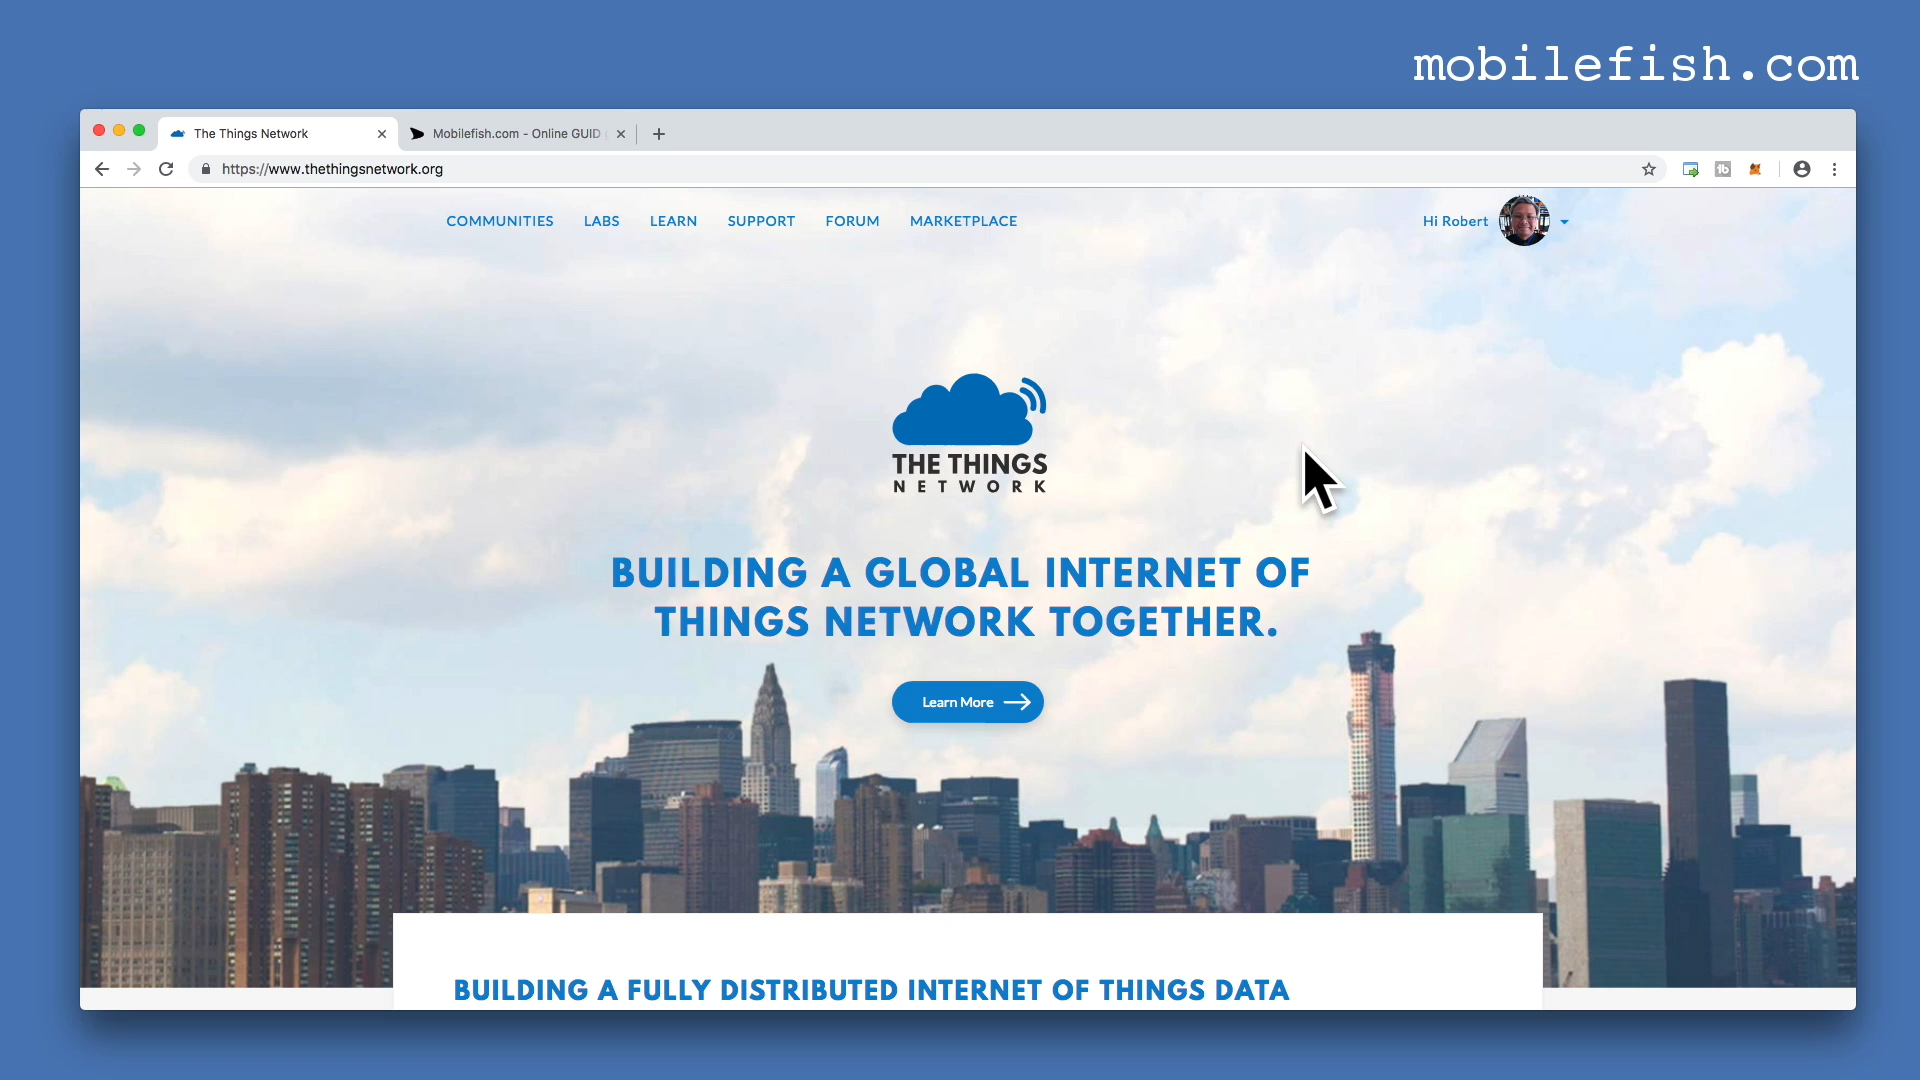 mobilefish.com
The Things Network
Mobilefish.com - Online GUID
https://www.thethingsnetwork.org
COMMUNITIES LABS LEARN SUPPORT FORUM MARKETPLACE
Hi Robert
THE THINGS
NETWORK
BUILDING A GLOBAL INTERNET OF
THINGS NETWORK TOGETHER.
Learn More
BUILDING A FULLY DISTRIBUTED INTERNET OF THINGS DATA